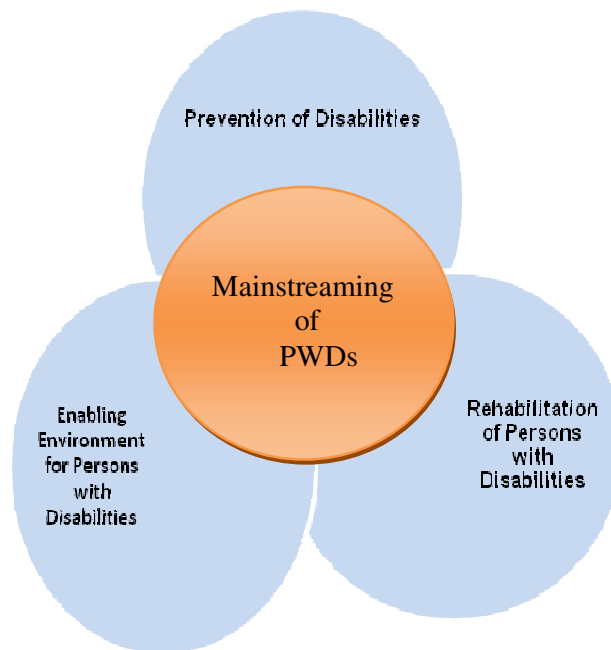 Prevention of Disabilities
Mainstreaming
of
PWDs
Enabling
Environment
for Persons
with
Disabilities
Rehabilitation
of Persons
with
Disabilities